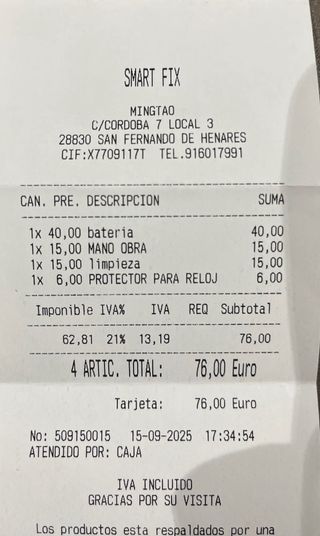 SMART FIX
MINGTAO
C/CORDOBA 7 LOCAL 3
28830 SAN FERNANDO DE HENARES
CIF:X7709117T TEL.916017991
CAN. PRE. DESCRIPCION SUMA
1x 40,00 bateria 40,00
1x 15,00 MANO OBRA 15,00
1x 15,00 limpieza 15,00
1x 6,00 PROTECTOR PARA RELOJ 6,00
Imponible IVA% IVA REQ Subtotal
62,81 21% 13,19 76,00
4 ARTIC. TOTAL: 76,00 Euro
Tarjeta: 76,00 Euro
No: 509150015 15-09-2025 17:34:54
ATENDIDO POR: CAJA
IVA INCLUIDO
GRACIAS POR SU VISITA
Los productos esta respaldados por una